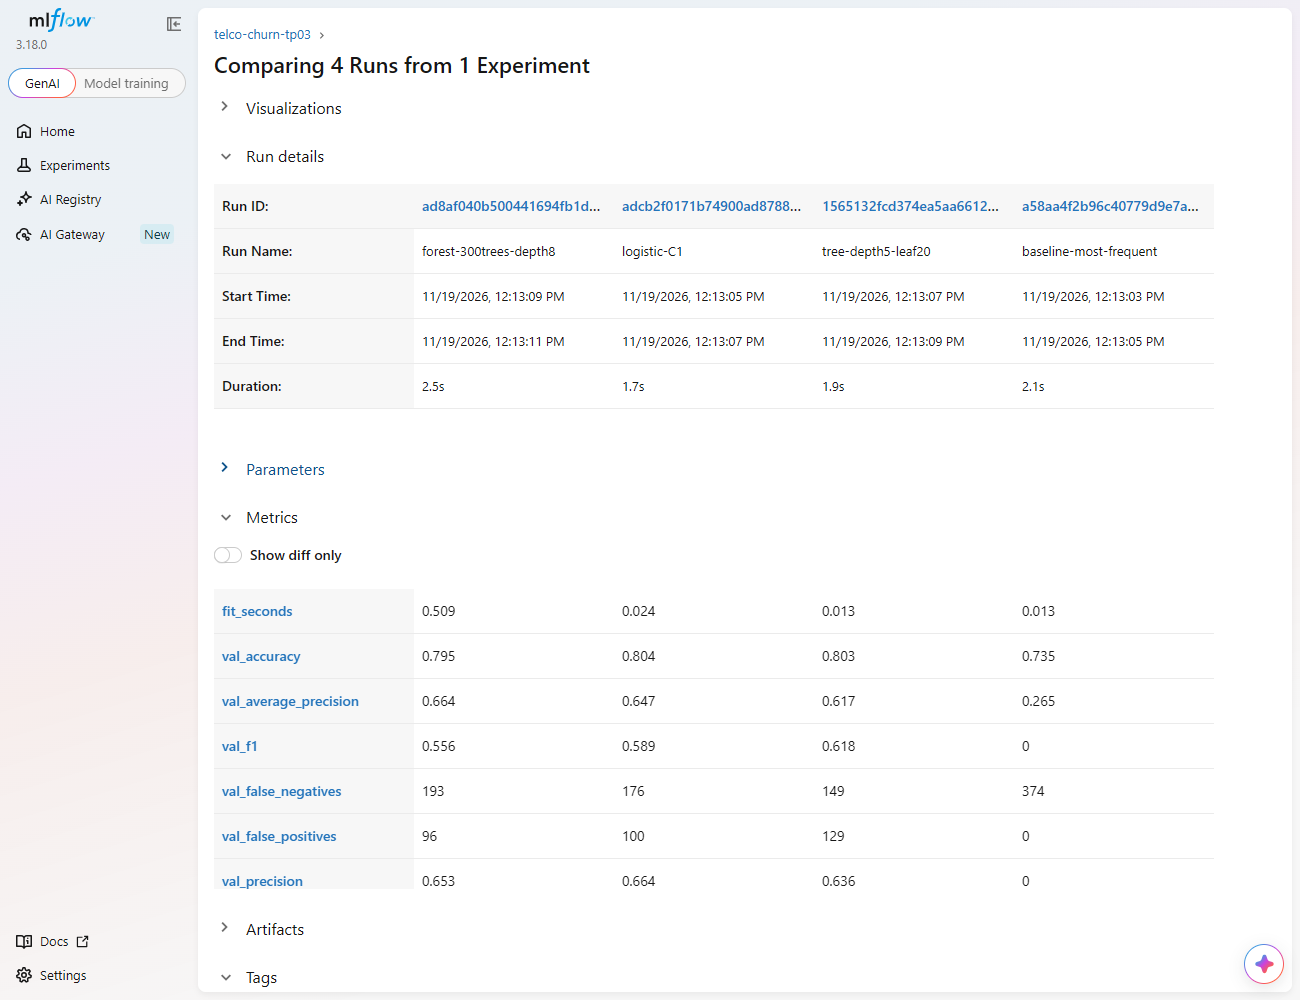 mlflow
3.18.0
GenAI
Model training
Home
Experiments
AI Registry
AI Gateway New
Docs
Settings
telco-churn-tp03
Comparing 4 Runs from 1 Experiment
Visualizations
Run details
Run ID: ad8af040b500441694fb1d... adcb2f0171b74900ad8788... 1565132fcd374ea5aa6612... a58aa4f2b96c40779d9e7a...
Run Name: forest-300trees-depth8 logistic-C1 tree-depth5-leaf20 baseline-most-frequent
Start Time: 11/19/2026, 12:13:09 PM 11/19/2026, 12:13:05 PM 11/19/2026, 12:13:07 PM 11/19/2026, 12:13:03 PM
End Time: 11/19/2026, 12:13:11 PM 11/19/2026, 12:13:07 PM 11/19/2026, 12:13:09 PM 11/19/2026, 12:13:05 PM
Duration: 2.5s 1.7s 1.9s 2.1s
Parameters
Metrics
Show diff only
fit_seconds 0.509 0.024 0.013 0.013
val_accuracy 0.795 0.804 0.803 0.735
val_average_precision 0.664 0.647 0.617 0.265
val_f1 0.556 0.589 0.618 0
val_false_negatives 193 176 149 374
val_false_positives 96 100 129 0
val_precision 0.653 0.664 0.636 0
Artifacts
Tags